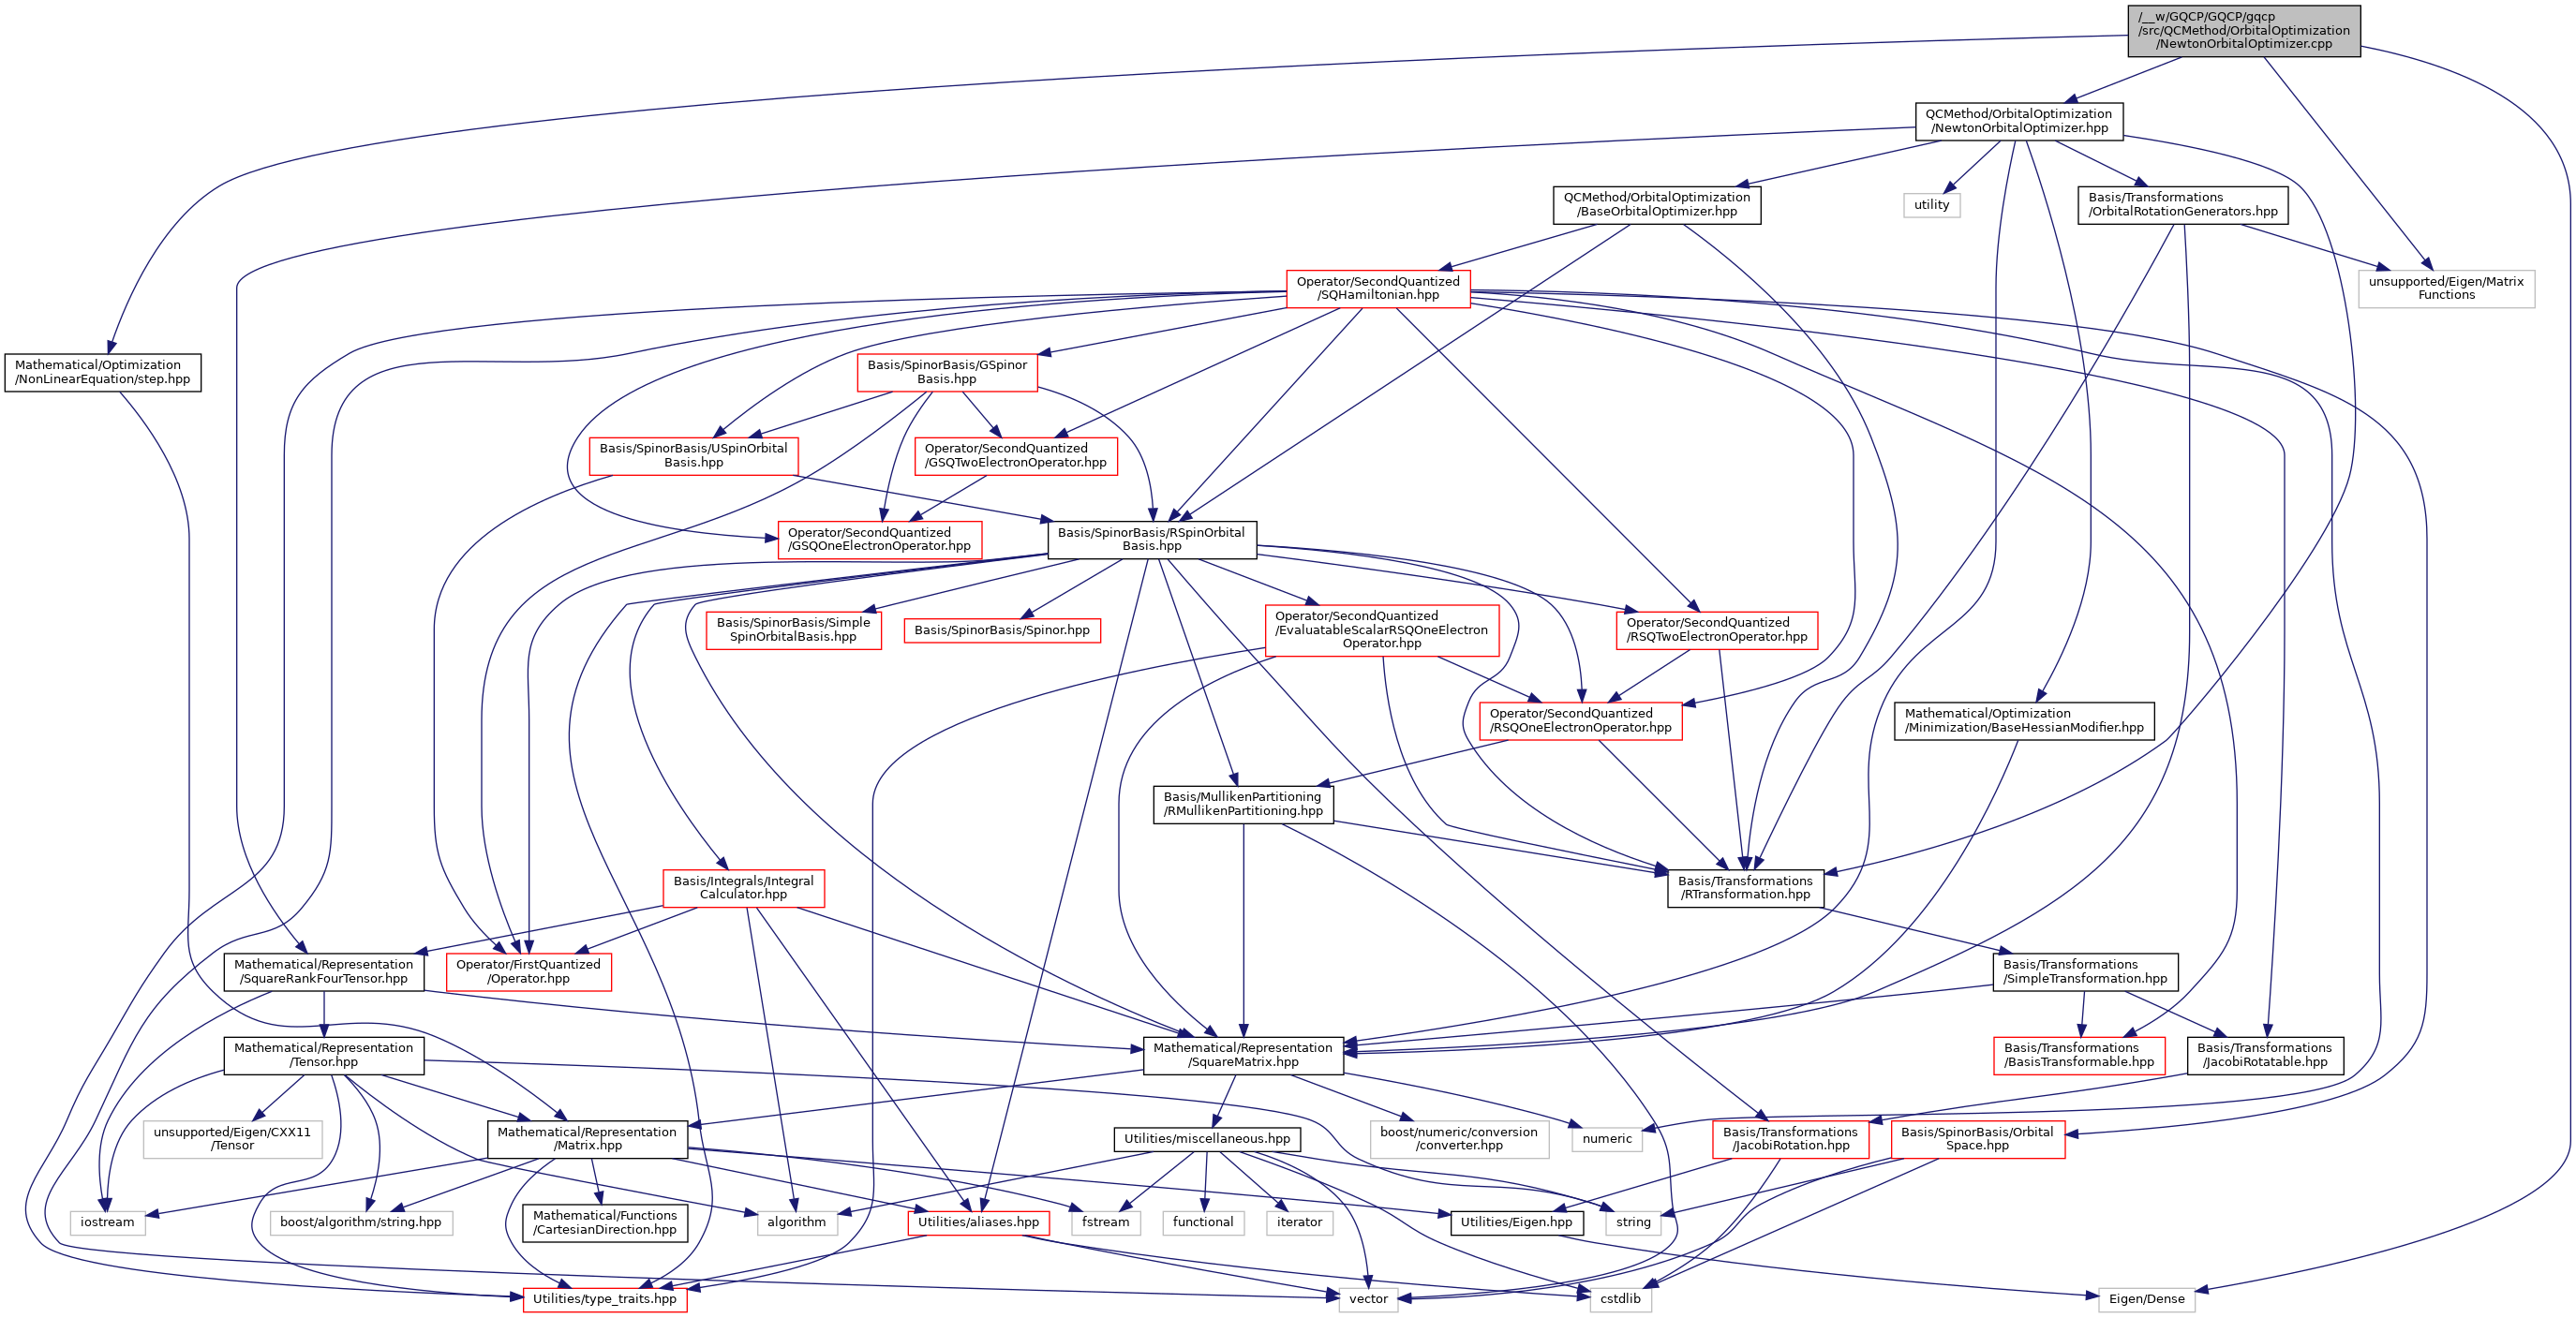 /__w/GQCP/GQCP/gqcp
/src/QCMethod/OrbitalOptimization
/NewtonOrbitalOptimizer.cpp
QCMethod/OrbitalOptimization
/NewtonOrbitalOptimizer.hpp
QCMethod/OrbitalOptimization
/BaseOrbitalOptimizer.hpp
utility
Basis/Transformations
/OrbitalRotationGenerators.hpp
Operator/SecondQuantized
/SQHamiltonian.hpp
unsupported/Eigen/Matrix
Functions
Mathematical/Optimization
/NonLinearEquation/step.hpp
Basis/SpinorBasis/GSpinor
Basis.hpp
Basis/SpinorBasis/USpinOrbital
Basis.hpp
Operator/SecondQuantized
/GSQTwoElectronOperator.hpp
Operator/SecondQuantized
/GSQOneElectronOperator.hpp
Basis/SpinorBasis/RSpinOrbital
Basis.hpp
Basis/SpinorBasis/Simple
SpinOrbitalBasis.hpp
Basis/SpinorBasis/Spinor.hpp
Operator/SecondQuantized
/EvaluatableScalarRSQOneElectron
Operator.hpp
Operator/SecondQuantized
/RSQTwoElectronOperator.hpp
Operator/SecondQuantized
/RSQOneElectronOperator.hpp
Mathematical/Optimization
/Minimization/BaseHessianModifier.hpp
Basis/MullikenPartitioning
/RMullikenPartitioning.hpp
Basis/Integrals/Integral
Calculator.hpp
Basis/Transformations
/RTransformation.hpp
Mathematical/Representation
/SquareRankFourTensor.hpp
Operator/FirstQuantized
/Operator.hpp
Basis/Transformations
/SimpleTransformation.hpp
Mathematical/Representation
/Tensor.hpp
Mathematical/Representation
/SquareMatrix.hpp
Basis/Transformations
/BasisTransformable.hpp
Basis/Transformations
/JacobiRotatable.hpp
unsupported/Eigen/CXX11
/Tensor
Mathematical/Representation
/Matrix.hpp
Utilities/miscellaneous.hpp
boost/numeric/conversion
/converter.hpp
numeric
Basis/Transformations
/JacobiRotation.hpp
Basis/SpinorBasis/Orbital
Space.hpp
iostream
boost/algorithm/string.hpp
Mathematical/Functions
/CartesianDirection.hpp
algorithm
Utilities/aliases.hpp
fstream
functional
iterator
Utilities/Eigen.hpp
string
Utilities/type_traits.hpp
vector
cstdlib
Eigen/Dense